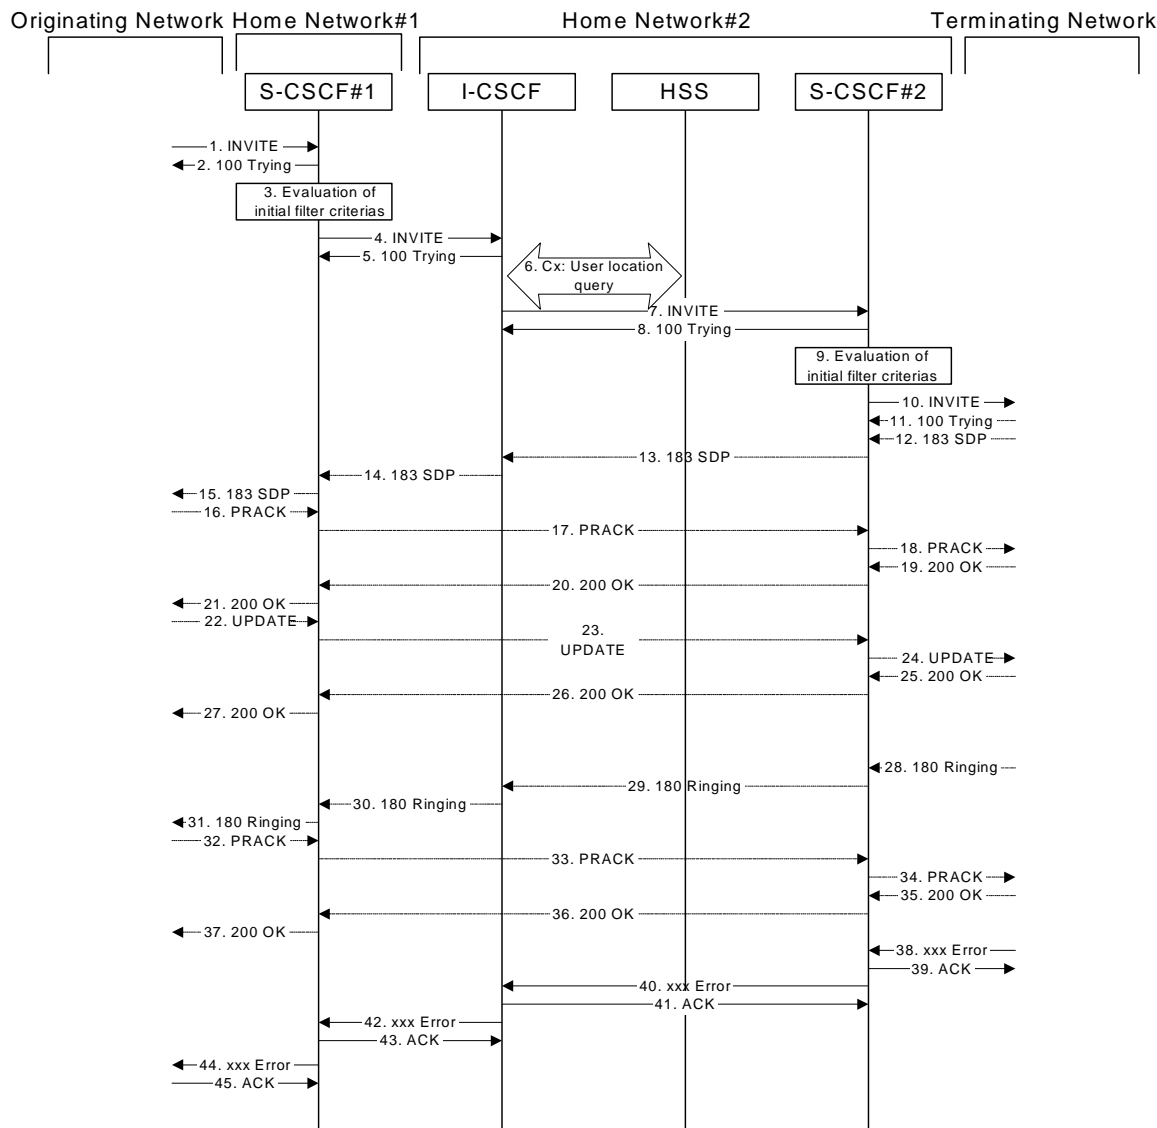 Originating Network Home Network#1 Home Network#2 Terminating Network
S-CSCF#1 I-CSCF HSS S-CSCF#2
1. INVITE
2. 100 Trying
3. Evaluation of
initial filter criterias
4. INVITE
5. 100 Trying
6. Cx: User location
query
7. INVITE
8. 100 Trying
9. Evaluation of
initial filter criterias
10. INVITE
11. 100 Trying
12. 183 SDP
13. 183 SDP
14. 183 SDP
15. 183 SDP
16. PRACK
17. PRACK
18. PRACK
19. 200 OK
20. 200 OK
21. 200 OK
22. UPDATE
23.
UPDATE
24. UPDATE
25. 200 OK
26. 200 OK
27. 200 OK
28. 180 Ringing
29. 180 Ringing
30. 180 Ringing
31. 180 Ringing
32. PRACK
33. PRACK
34. PRACK
35. 200 OK
36. 200 OK
37. 200 OK
38. xxx Error
39. ACK
40. xxx Error
41. ACK
42. xxx Error
43. ACK
44. xxx Error
45. ACK